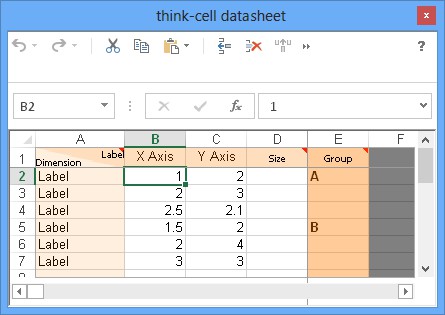 think-cell datasheet
x
B2 fx 1
A B C D E F
1 Dimension Label X Axis Y Axis Size Group
2 Label 1 2 A
3 Label 2 3
4 Label 2.5 2.1
5 Label 1.5 2 B
6 Label 2 4
7 Label 3 3